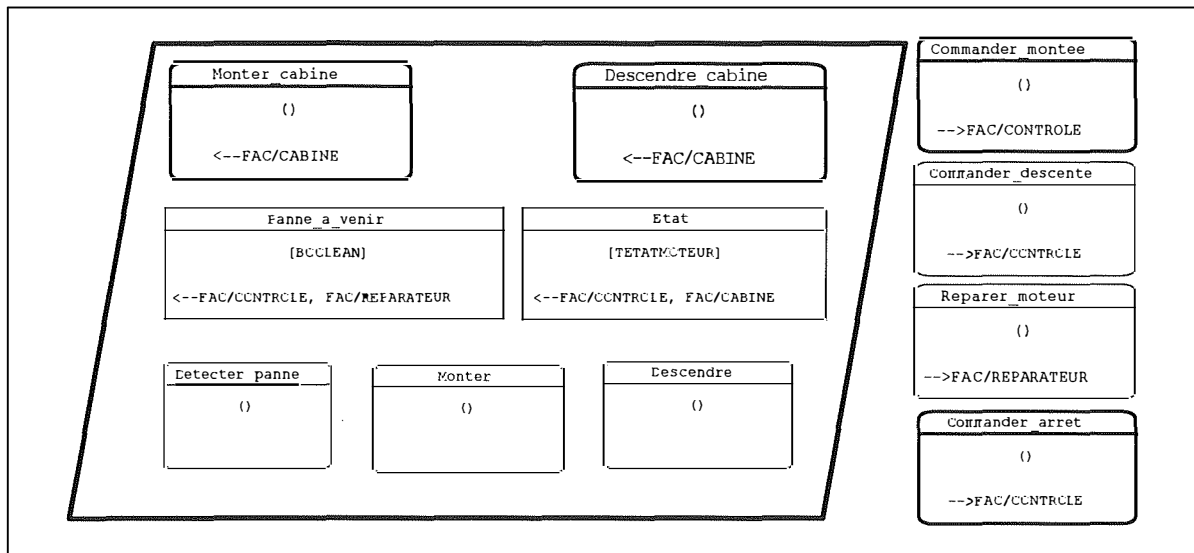 Monter_cabine
()
<--FAC/CABINE
Descendre_cabine
()
<--FAC/CABINE
Panne_a_venir
[BOOLEAN]
<--FAC/CONTROLE, FAC/REPARATEUR
Etat
[TETATMOTEUR]
<--FAC/CONTROLE, FAC/CABINE
Detecter_panne
()
Monter
()
Descendre
()
Commander_montee
()
-->FAC/CONTROLE
Commander_descente
()
-->FAC/CONTROLE
Reparer_moteur
()
-->FAC/REPARATEUR
Commander_arret
()
-->FAC/CONTROLE